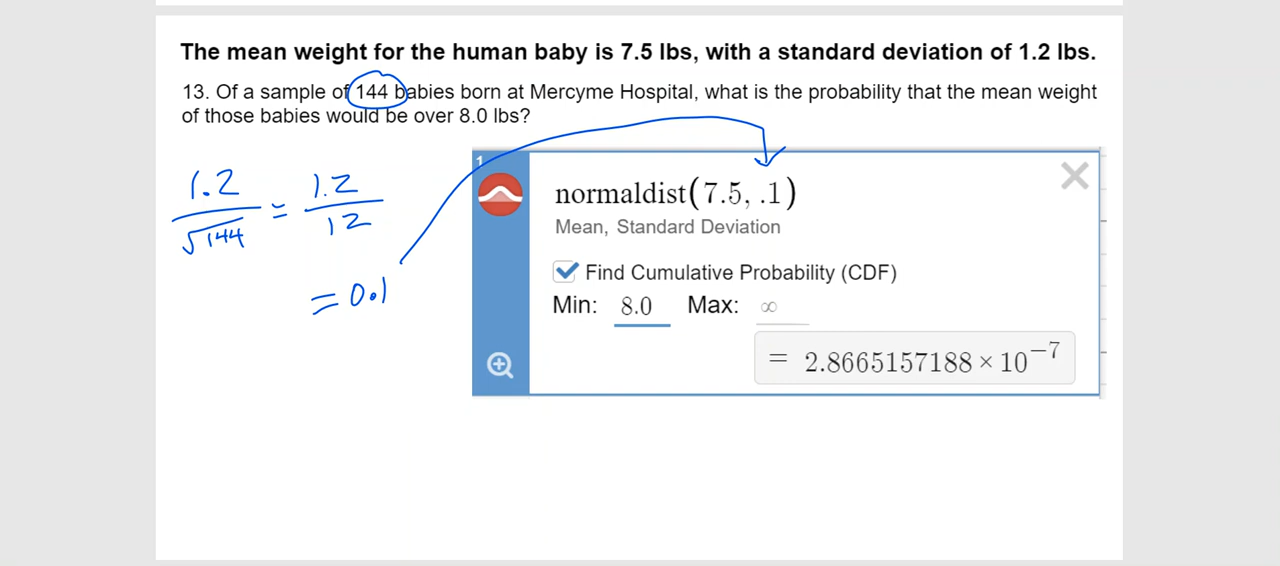 The mean weight for the human baby is 7.5 lbs, with a standard deviation of 1.2 lbs.
13. Of a sample of 144 babies born at Mercyme Hospital, what is the probability that the mean weight
of those babies would be over 8.0 lbs?
1.2/√144 = 1.2/12
= 0.1
1
normaldist(7.5, .1)
Mean, Standard Deviation
Find Cumulative Probability (CDF)
Min: 8.0 Max: ∞
= 2.8665157188 × 10⁻⁷